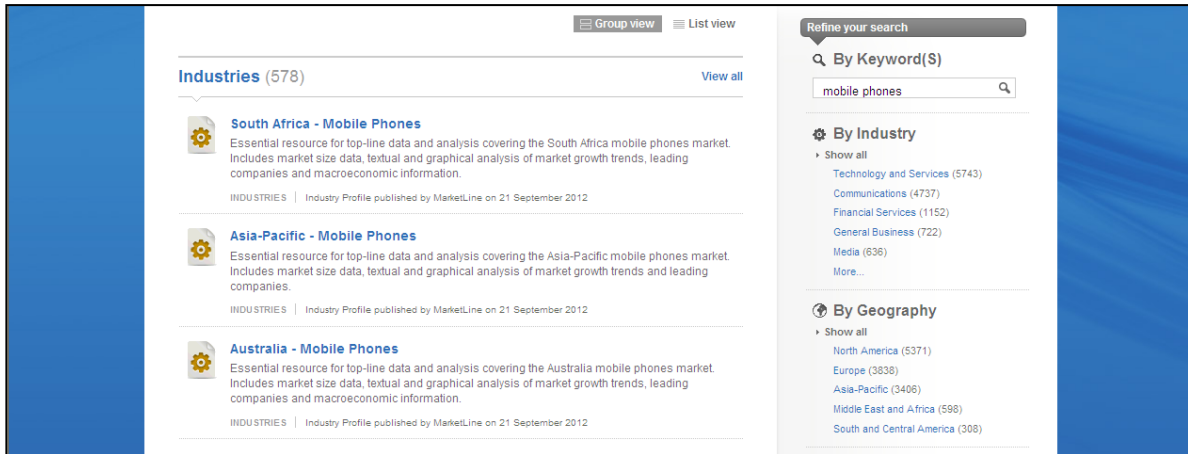 Group view
List view
Industries (578)
View all
South Africa - Mobile Phones
Essential resource for top-line data and analysis covering the South Africa mobile phones market.
Includes market size data, textual and graphical analysis of market growth trends, leading
companies and macroeconomic information.
INDUSTRIES | Industry Profile published by MarketLine on 21 September 2012
Asia-Pacific - Mobile Phones
Essential resource for top-line data and analysis covering the Asia-Pacific mobile phones market.
Includes market size data, textual and graphical analysis of market growth trends and leading
companies.
INDUSTRIES | Industry Profile published by MarketLine on 21 September 2012
Australia - Mobile Phones
Essential resource for top-line data and analysis covering the Australia mobile phones market.
Includes market size data, textual and graphical analysis of market growth trends, leading
companies and macroeconomic information.
INDUSTRIES | Industry Profile published by MarketLine on 21 September 2012
Refine your search
By Keyword(S)
mobile phones
By Industry
Show all
Technology and Services (5743)
Communications (4737)
Financial Services (1152)
General Business (722)
Media (636)
More...
By Geography
Show all
North America (5371)
Europe (3838)
Asia-Pacific (3406)
Middle East and Africa (598)
South and Central America (308)